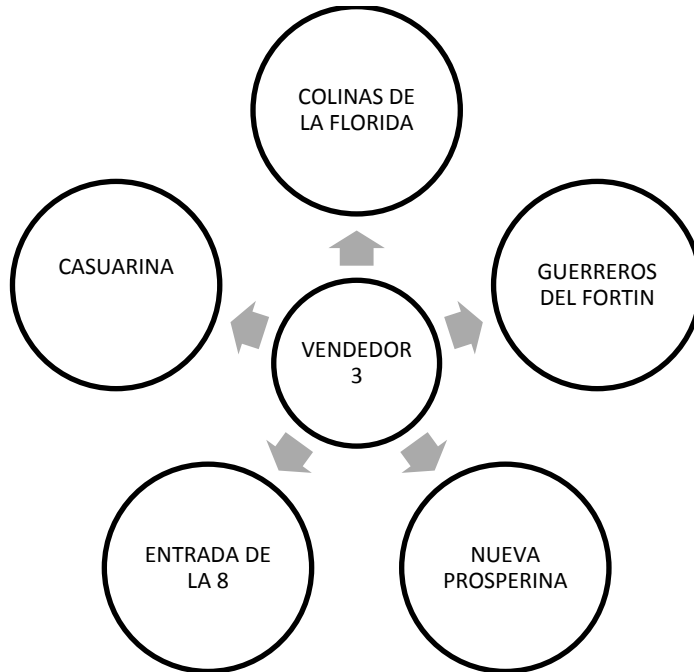 COLINAS DE
LA FLORIDA
CASUARINA
GUERREROS
DEL FORTIN
VENDEDOR
3
ENTRADA DE
LA 8
NUEVA
PROSPERINA